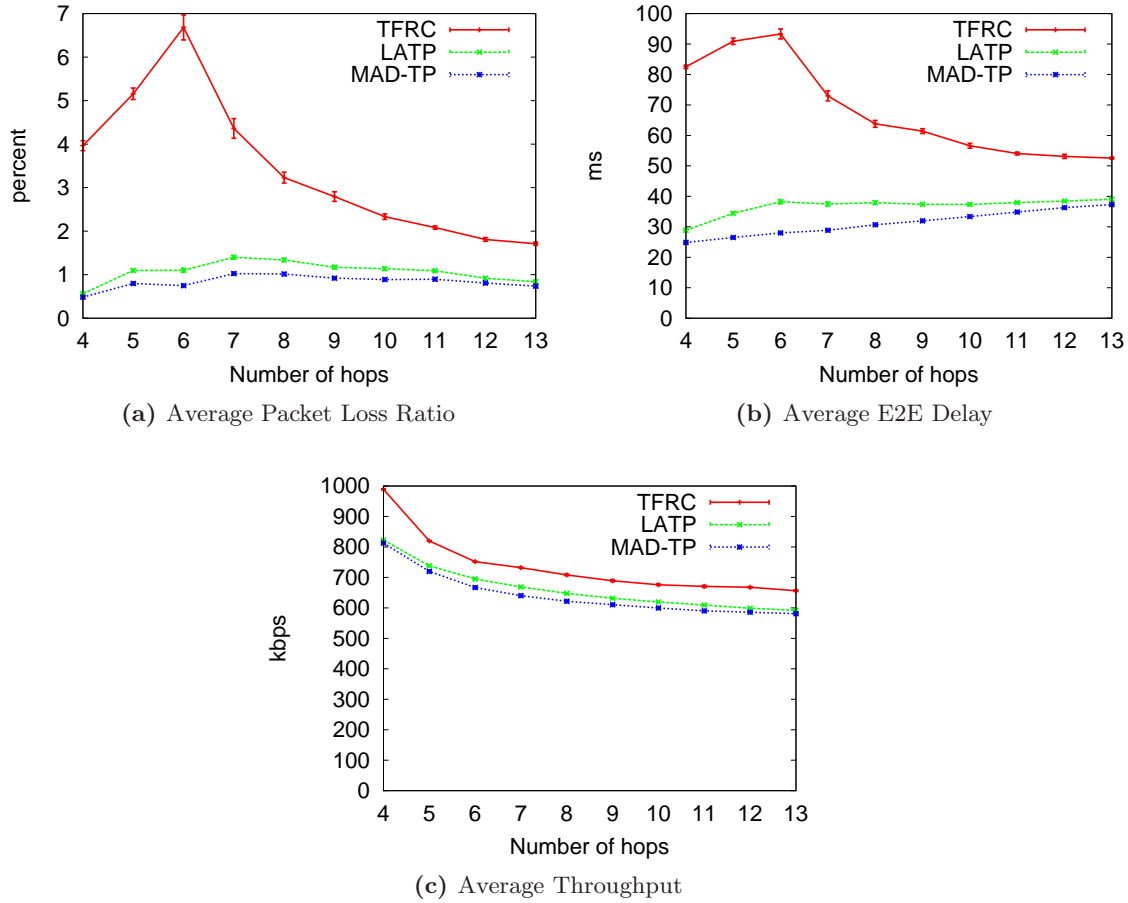 7
6
5
4
3
2
1
0
percent
4 5 6 7 8 9 10 11 12 13
Number of hops
TFRC
LATP
MAD-TP
(a) Average Packet Loss Ratio
100
90
80
70
60
50
40
30
20
10
0
ms
4 5 6 7 8 9 10 11 12 13
Number of hops
TFRC
LATP
MAD-TP
(b) Average E2E Delay
1000
900
800
700
600
500
400
300
200
100
0
kbps
4 5 6 7 8 9 10 11 12 13
Number of hops
TFRC
LATP
MAD-TP
(c) Average Throughput